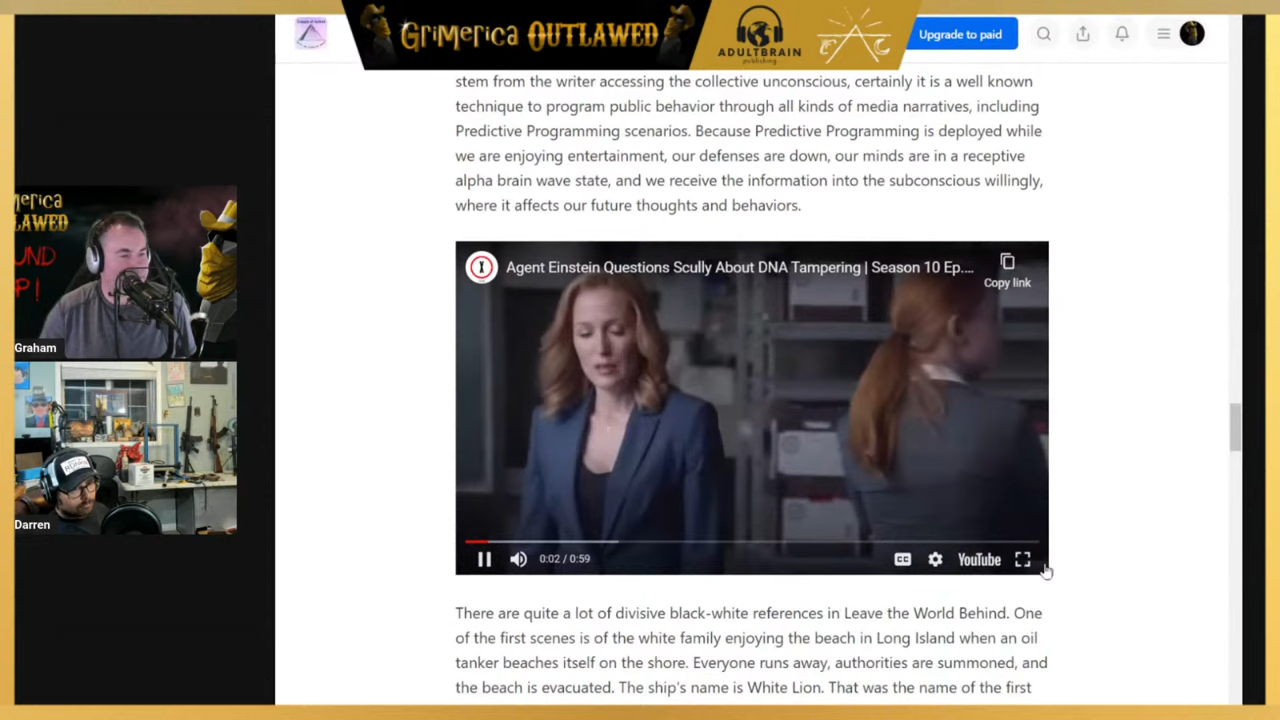 GRIMERICA OUTLAWED
ADULTBRAIN
publishing
Upgrade to paid
stem from the writer accessing the collective unconscious, certainly it is a well known
technique to program public behavior through all kinds of media narratives, including
Predictive Programming scenarios. Because Predictive Programming is deployed while
we are enjoying entertainment, our defenses are down, our minds are in a receptive
alpha brain wave state, and we receive the information into the subconscious willingly,
where it affects our future thoughts and behaviors.
merica
LAWED
UND
P!
Graham
Darren
Agent Einstein Questions Scully About DNA Tampering | Season 10 Ep....
Copy link
0:02 / 0:59
CC
YouTube
There are quite a lot of divisive black-white references in Leave the World Behind. One
of the first scenes is of the white family enjoying the beach in Long Island when an oil
tanker beaches itself on the shore. Everyone runs away, authorities are summoned, and
the beach is evacuated. The ship's name is White Lion. That was the name of the first